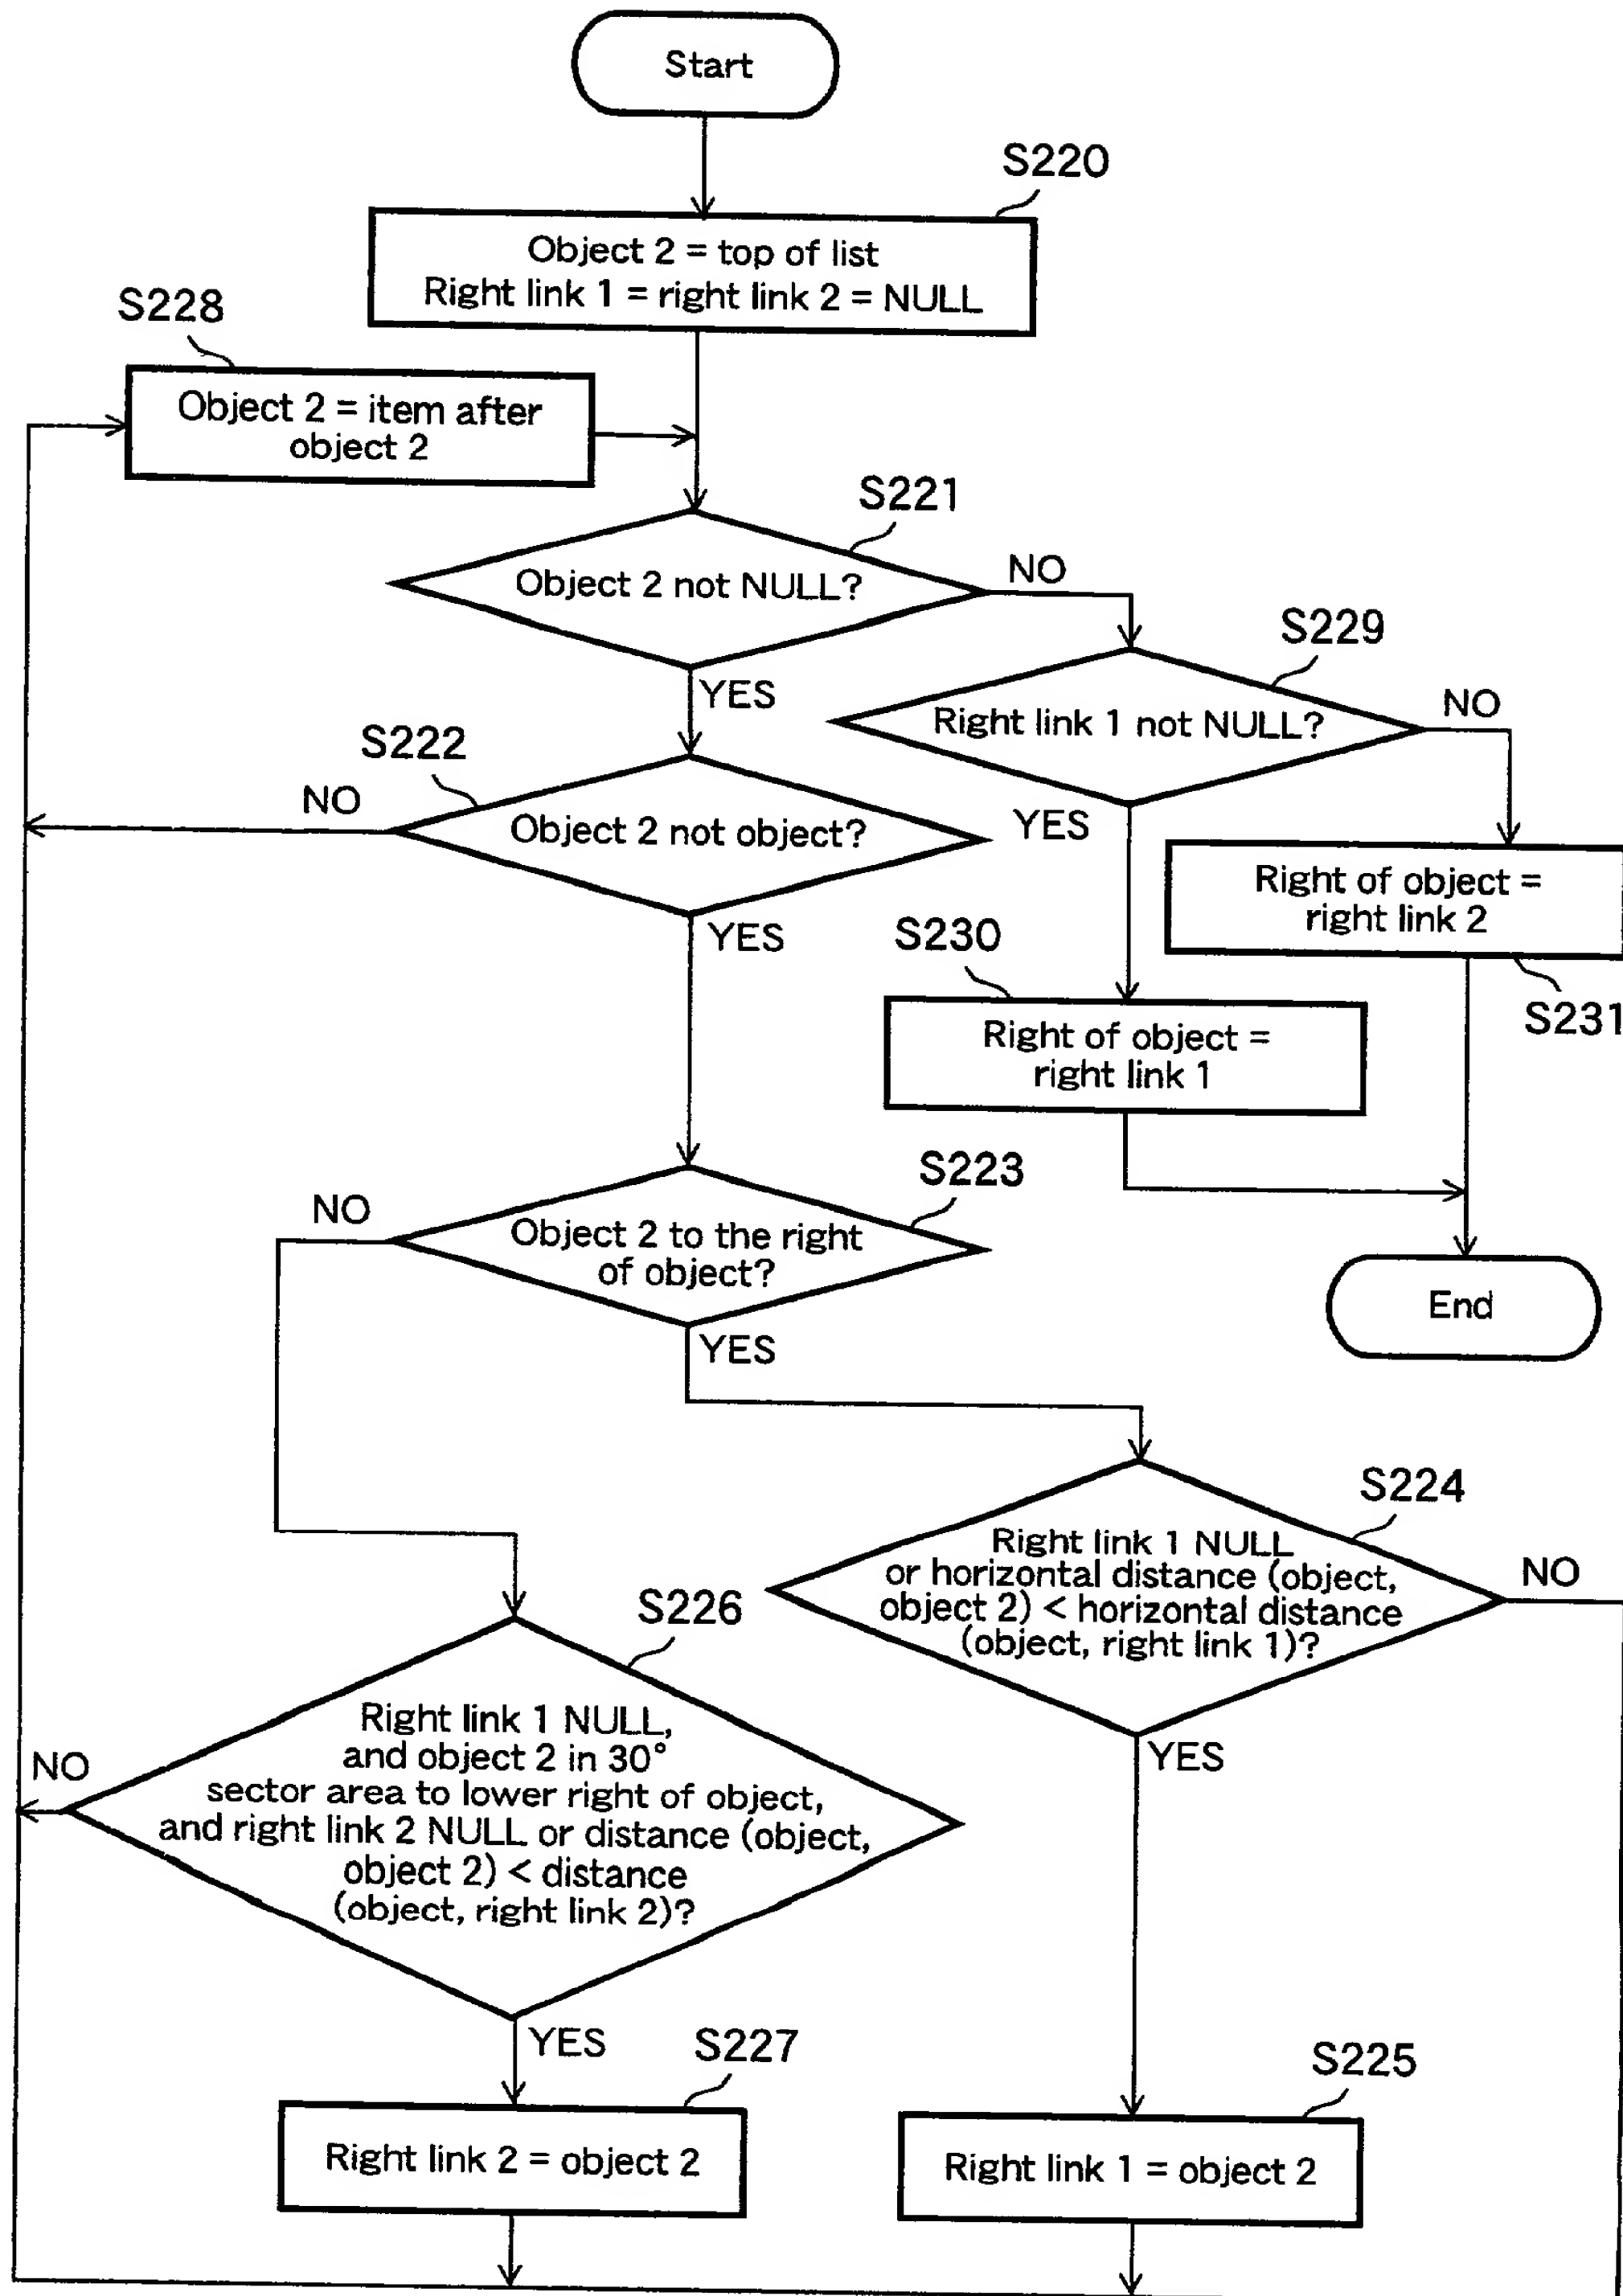 Start
S220
Object 2 = top of list
Right link 1 = right link 2 = NULL
S228
Object 2 = item after
object 2
S221
Object 2 not NULL?
NO
YES
S229
Right link 1 not NULL?
NO
YES
S222
NO
Object 2 not object?
YES
Right of object =
right link 2
S231
S230
Right of object =
right link 1
S223
NO
Object 2 to the right
of object?
YES
End
S224
Right link 1 NULL
or horizontal distance (object,
object 2) < horizontal distance
(object, right link 1)?
NO
YES
S226
Right link 1 NULL,
and object 2 in 30°
sector area to lower right of object,
and right link 2 NULL or distance (object,
object 2) < distance
(object, right link 2)?
NO
YES
S227
Right link 2 = object 2
S225
Right link 1 = object 2